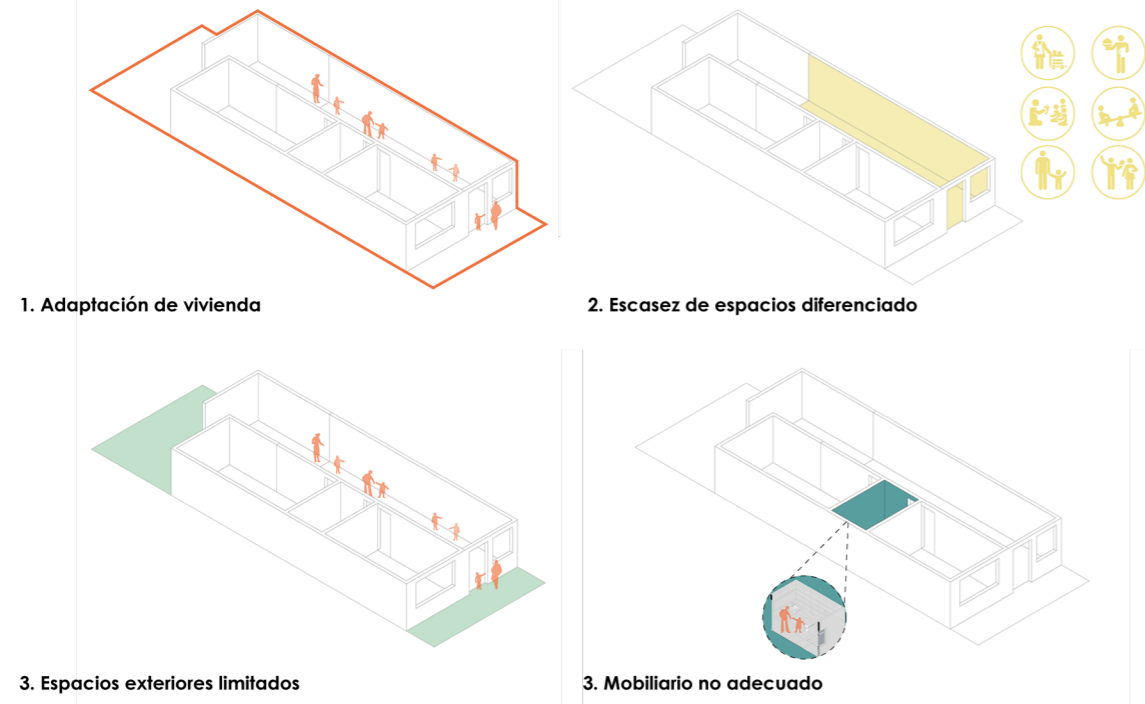 1. Adaptación de vivienda
2. Escasez de espacios diferenciado
3. Espacios exteriores limitados
3. Mobiliario no adecuado